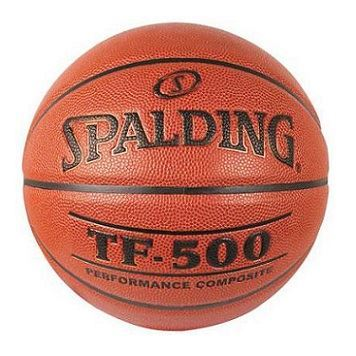 SPALDING®
TF-500
PERFORMANCE COMPOSITE